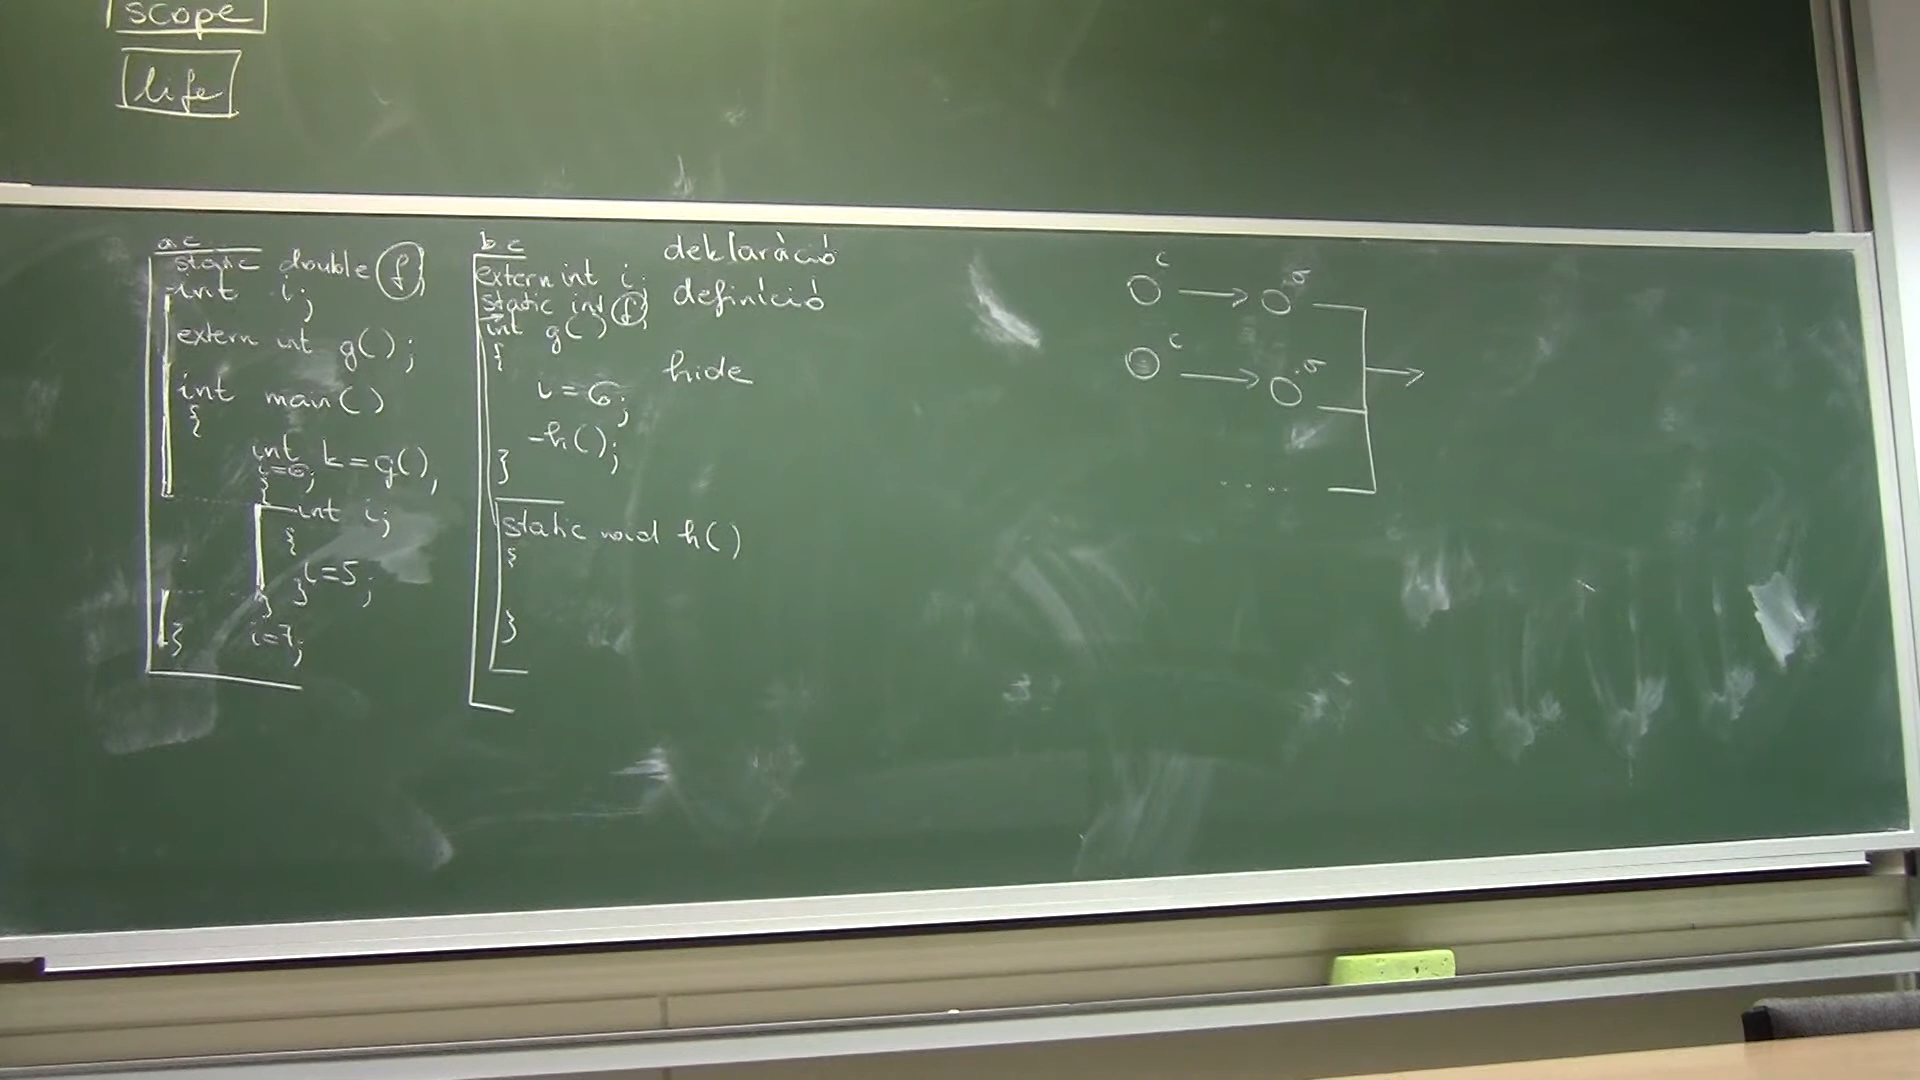 scope
life
a.c
static double f;
int i;
extern int g();
int main()
{
int k=g();
i=6;
{
int i;
{
i=5;
}
}
i=7;
}
b.c
extern int i;
static int f;
int g()
{
i=6;
h();
}
static void h()
{
}
deklaráció
definíció
hide
c
.o
c
.o
....